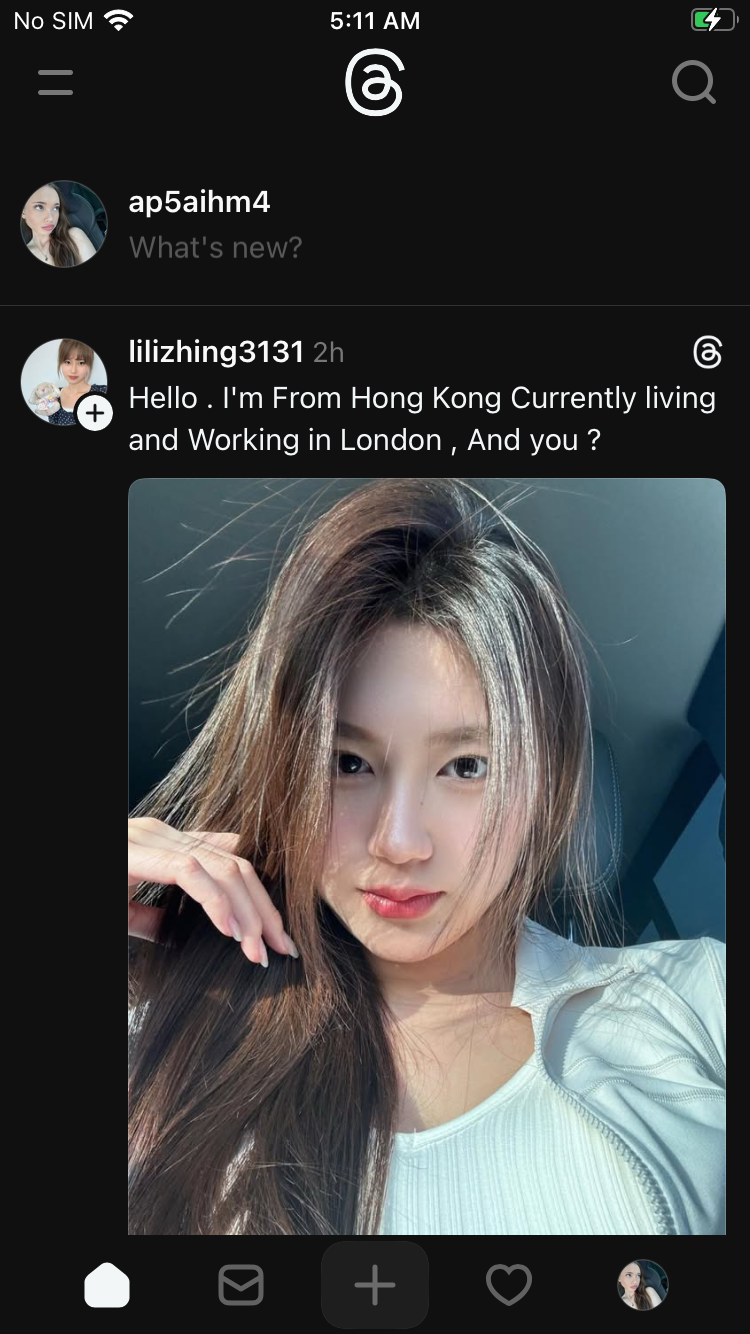 No SIM
5:11 AM
ap5aihm4
What's new?
lilizhing3131 2h
Hello . I'm From Hong Kong Currently living
and Working in London , And you ?